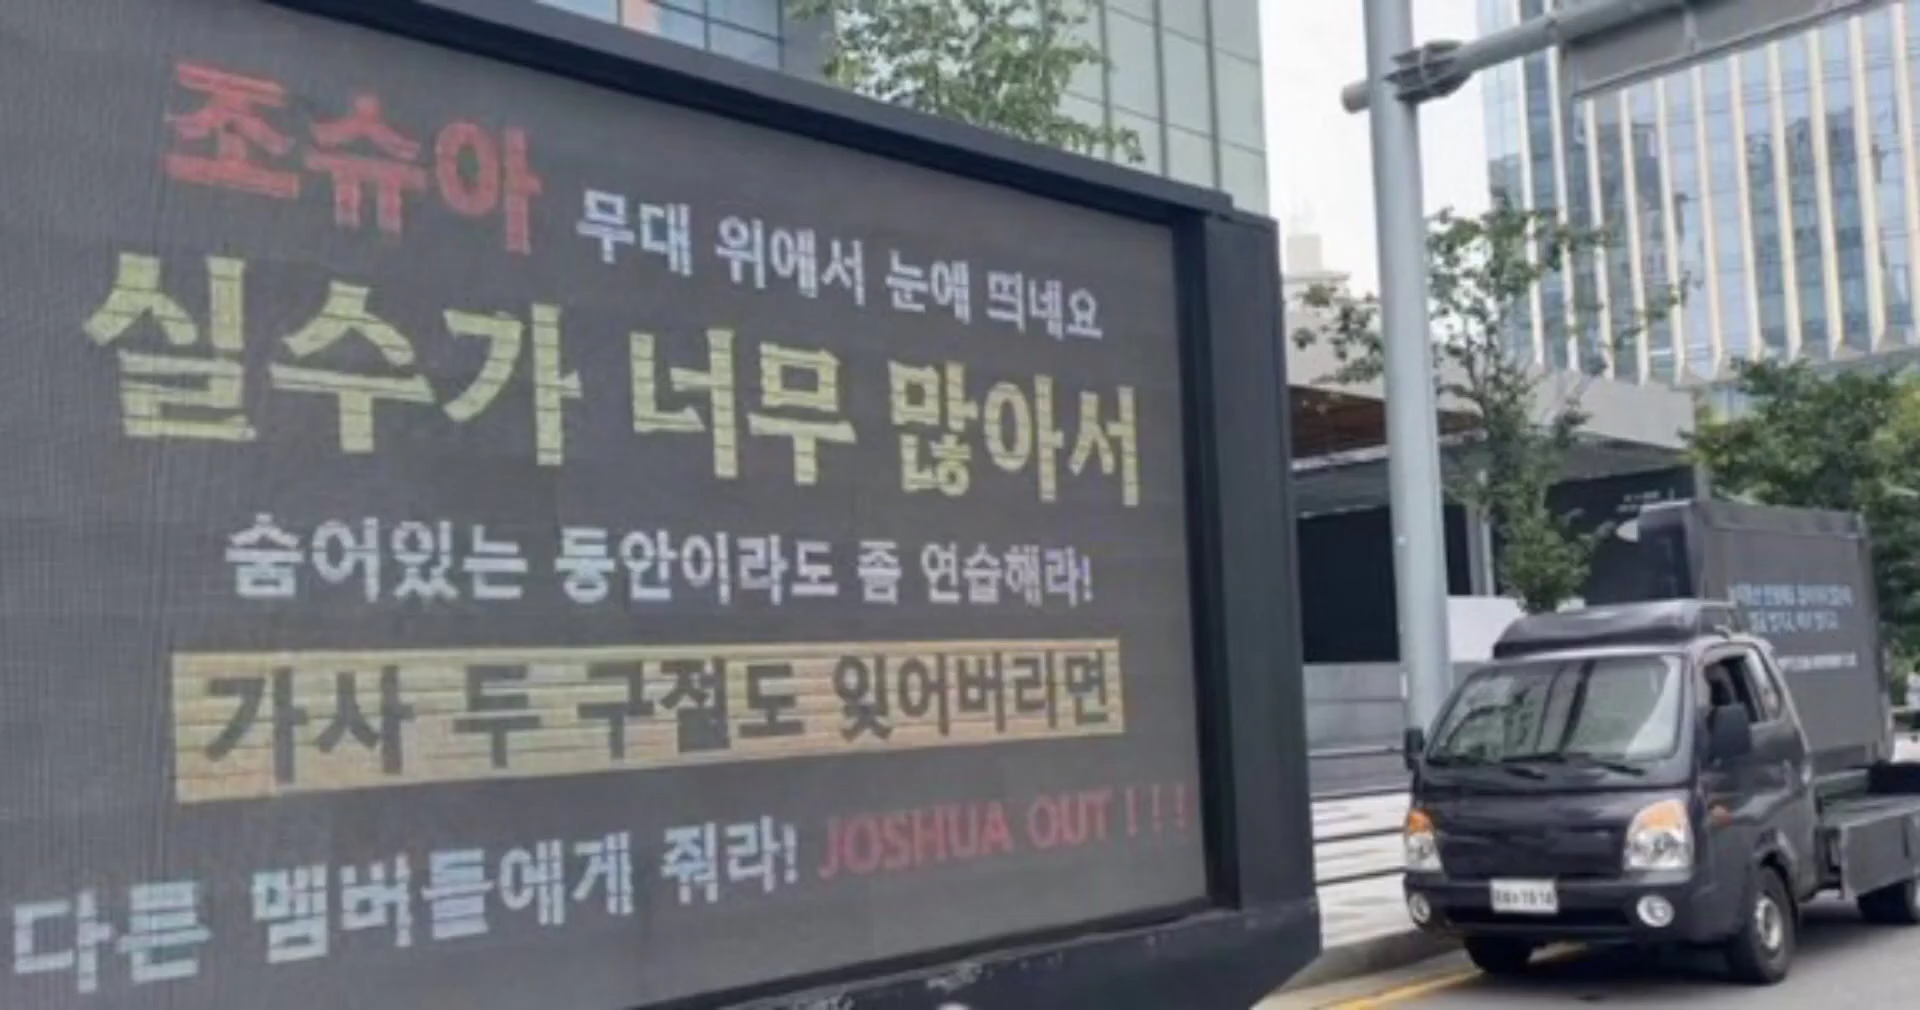 조슈아 무대 위에서 눈에 띄네요
실수가 너무 많아서
숨어있는 동안이라도 좀 연습해라!
가사 두 구절도 잊어버리면
다른 멤버들에게 줘라! JOSHUA OUT!!!